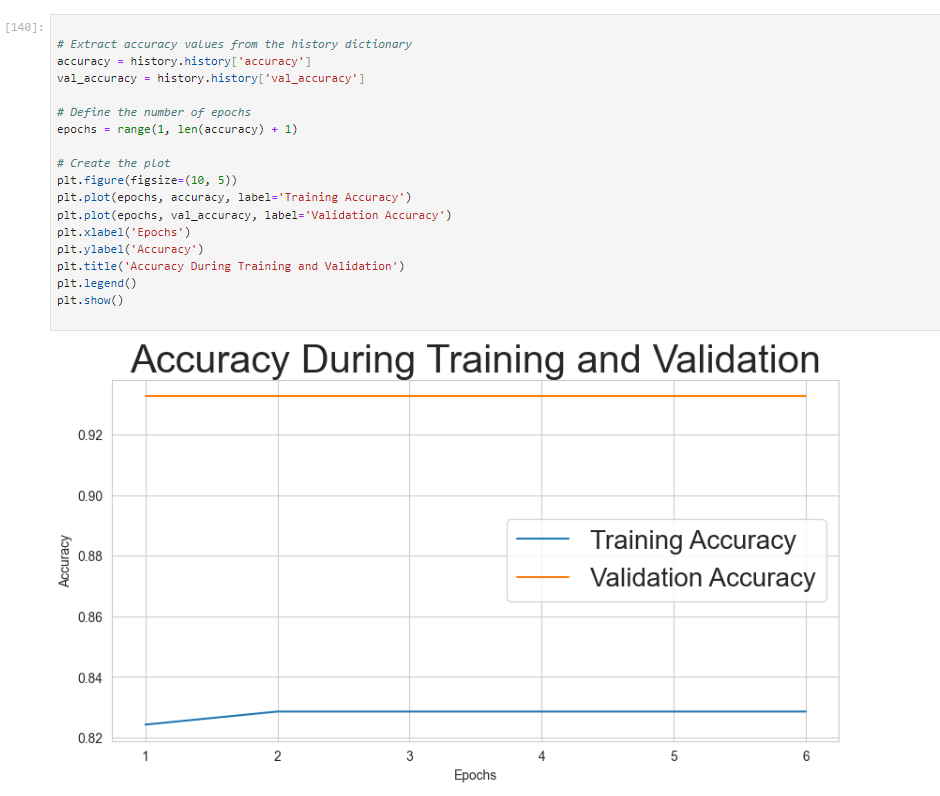 [140]:
# Extract accuracy values from the history dictionary
accuracy = history.history['accuracy']
val_accuracy = history.history['val_accuracy']
# Define the number of epochs
epochs = range(1, len(accuracy) + 1)
# Create the plot
plt.figure(figsize=(10, 5))
plt.plot(epochs, accuracy, label='Training Accuracy')
plt.plot(epochs, val_accuracy, label='Validation Accuracy')
plt.xlabel('Epochs')
plt.ylabel('Accuracy')
plt.title('Accuracy During Training and Validation')
plt.legend()
plt.show()
Accuracy During Training and Validation
Accuracy
0.92
0.90
0.88
0.86
0.84
0.82
Training Accuracy
Validation Accuracy
1 2 3 4 5 6
Epochs